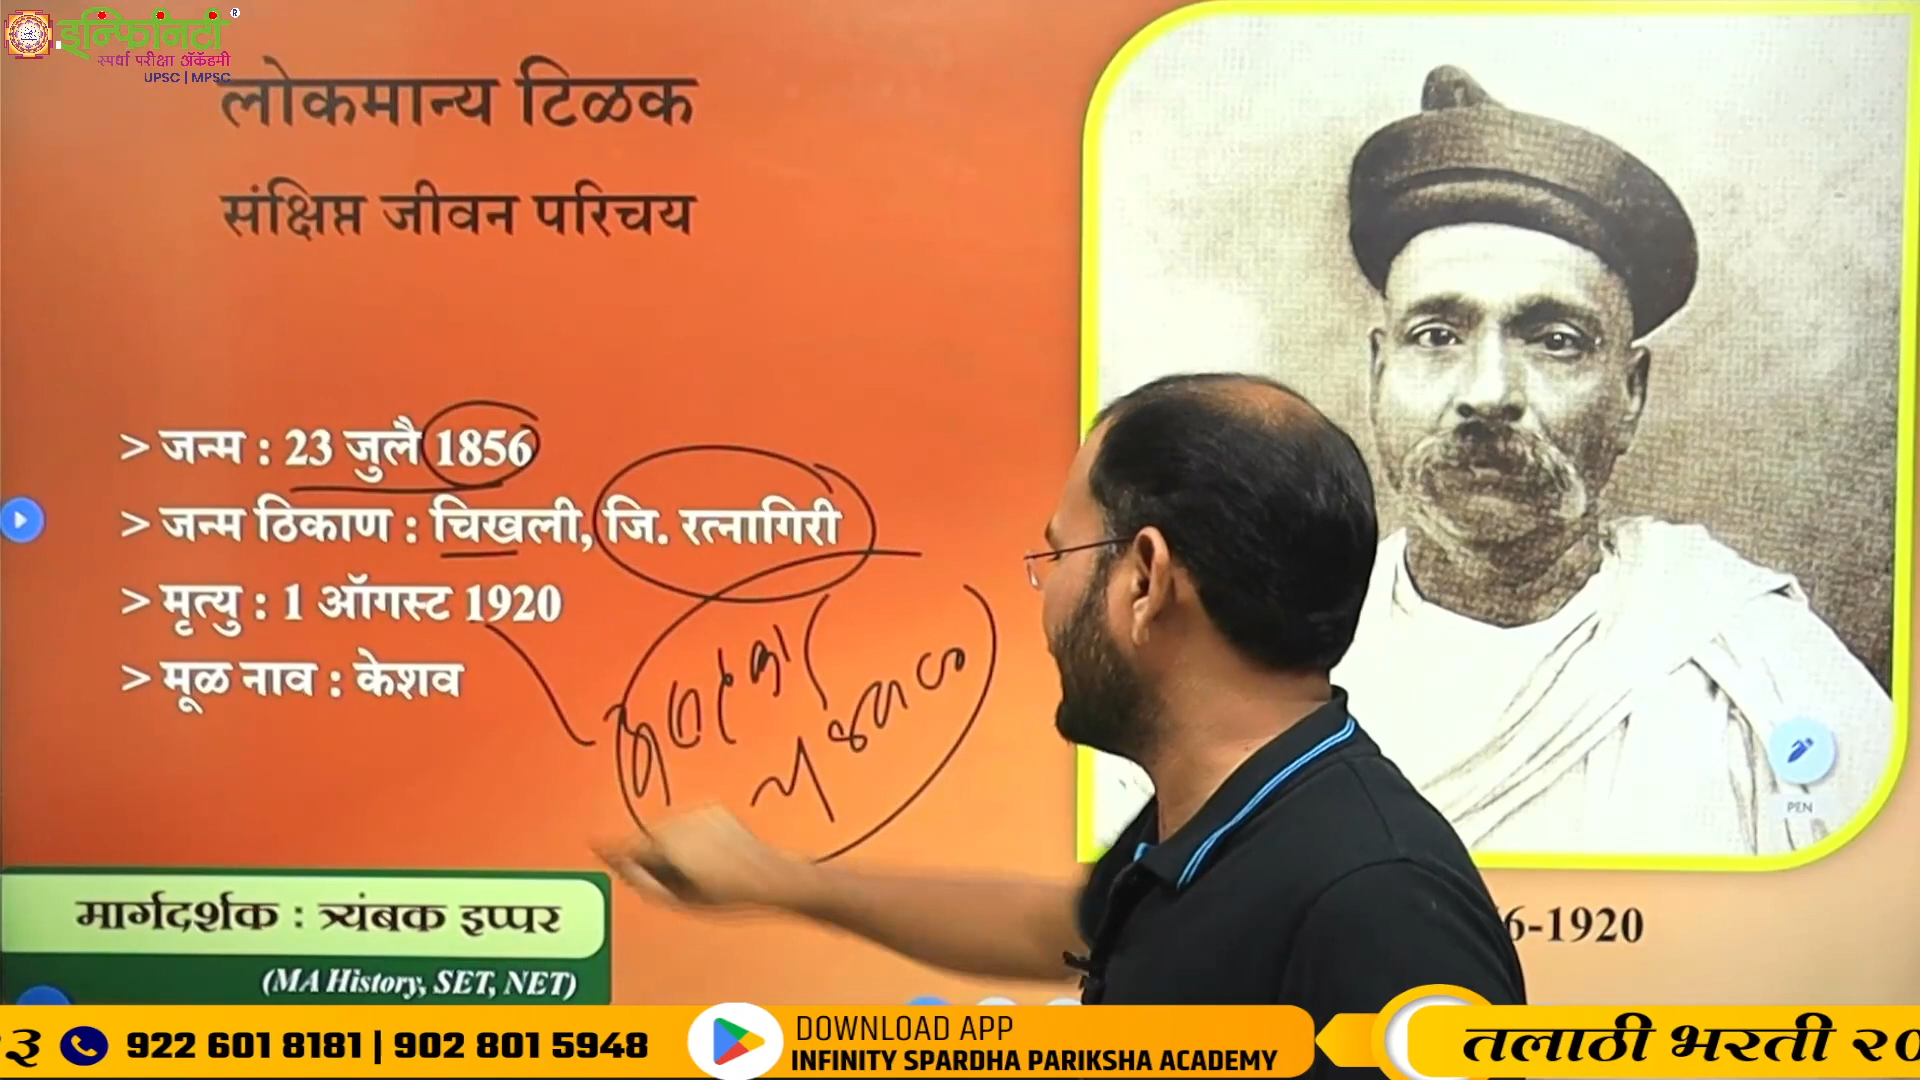 इन्फिनिटी ®
स्पर्धा परीक्षा ॲकॅडमी
UPSC | MPSC
लोकमान्य टिळक
संक्षिप्त जीवन परिचय
> जन्म : 23 जुलै 1856
> जन्म ठिकाण : चिखली, जि. रत्नागिरी
> मृत्यु : 1 ऑगस्ट 1920
> मूळ नाव : केशव
6-1920
PEN
मार्गदर्शक : त्र्यंबक इप्पर
(MA History, SET, NET)
३ 922 601 8181 | 902 801 5948
DOWNLOAD APP
INFINITY SPARDHA PARIKSHA ACADEMY
तलाठी भरती २०